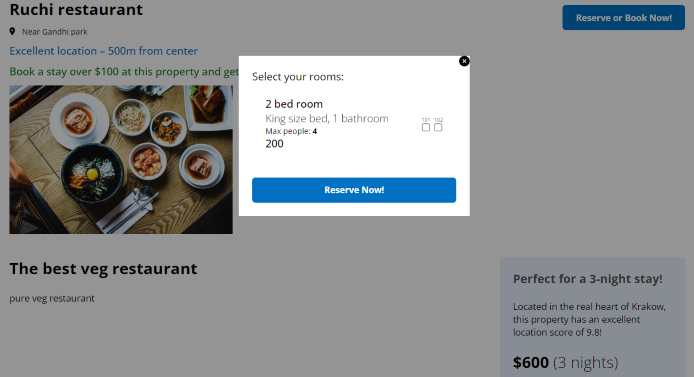 Ruchi restaurant
Reserve or Book Now!
Near Gandhi park
Excellent location – 500m from center
Book a stay over $100 at this property and get
Select your rooms:
2 bed room
King size bed, 1 bathroom
Max people: 4
200
101 102
Reserve Now!
The best veg restaurant
pure veg restaurant
Perfect for a 3-night stay!
Located in the real heart of Krakow,
this property has an excellent
location score of 9.8!
$600 (3 nights)